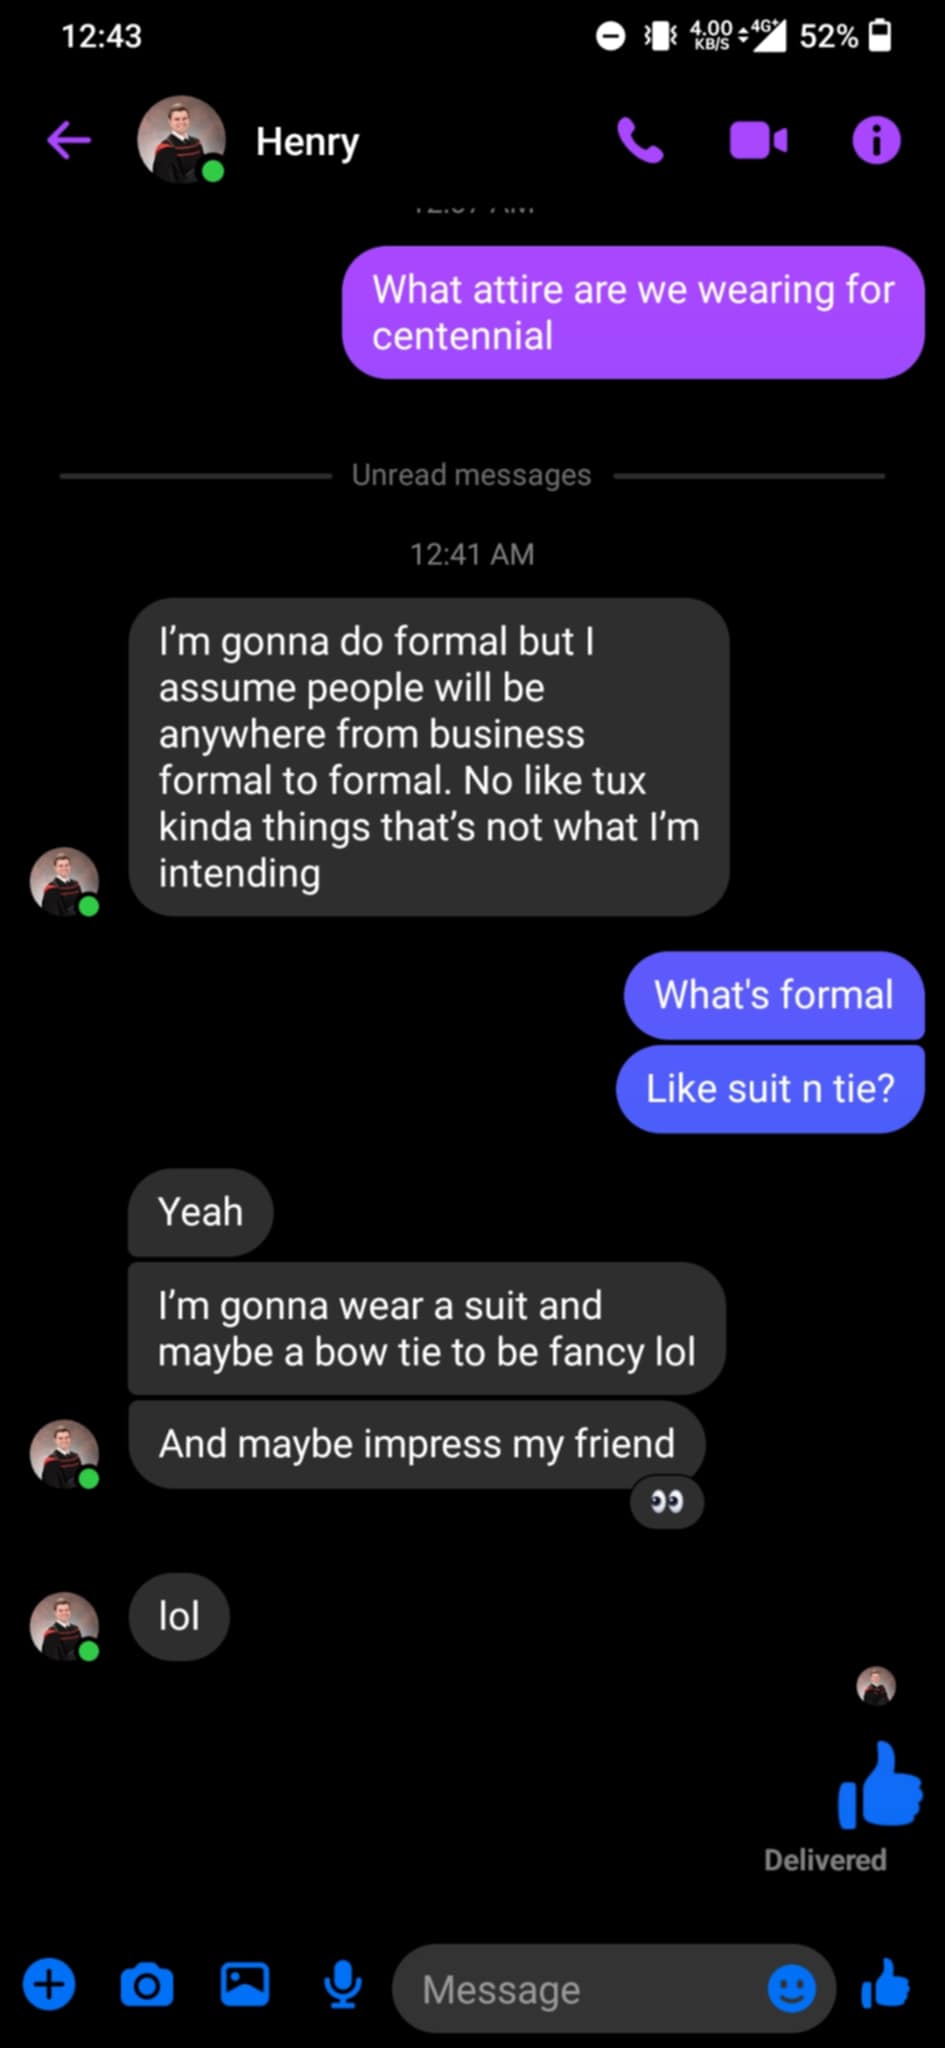 12:43
4.00
KB/S
4G+
52%
Henry
What attire are we wearing for
centennial
Unread messages
12:41 AM
I’m gonna do formal but I
assume people will be
anywhere from business
formal to formal. No like tux
kinda things that’s not what I’m
intending
What's formal
Like suit n tie?
Yeah
I’m gonna wear a suit and
maybe a bow tie to be fancy lol
And maybe impress my friend
lol
Delivered
Message